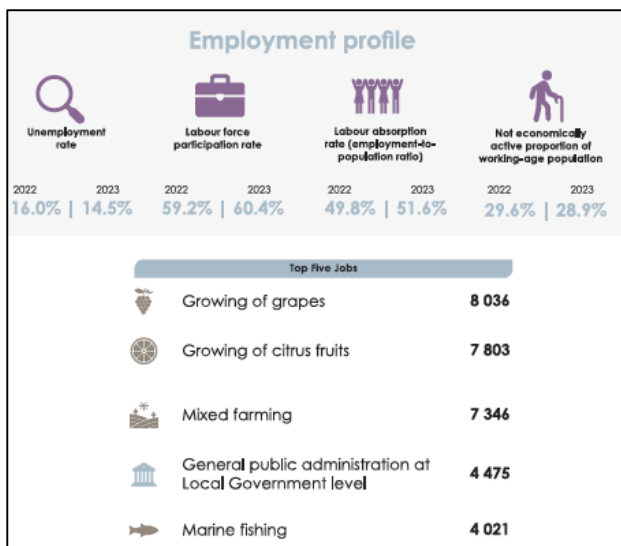 Employment profile
Unemployment
rate
Labour force
participation rate
Labour absorption
rate (employment-to-
population ratio)
Not economically
active proportion of
working-age population
2022 2023
16.0% | 14.5%
2022 2023
59.2% | 60.4%
2022 2023
49.8% | 51.6%
2022 2023
29.6% | 28.9%
Top Five Jobs
Growing of grapes 8 036
Growing of citrus fruits 7 803
Mixed farming 7 346
General public administration at
Local Government level 4 475
Marine fishing 4 021